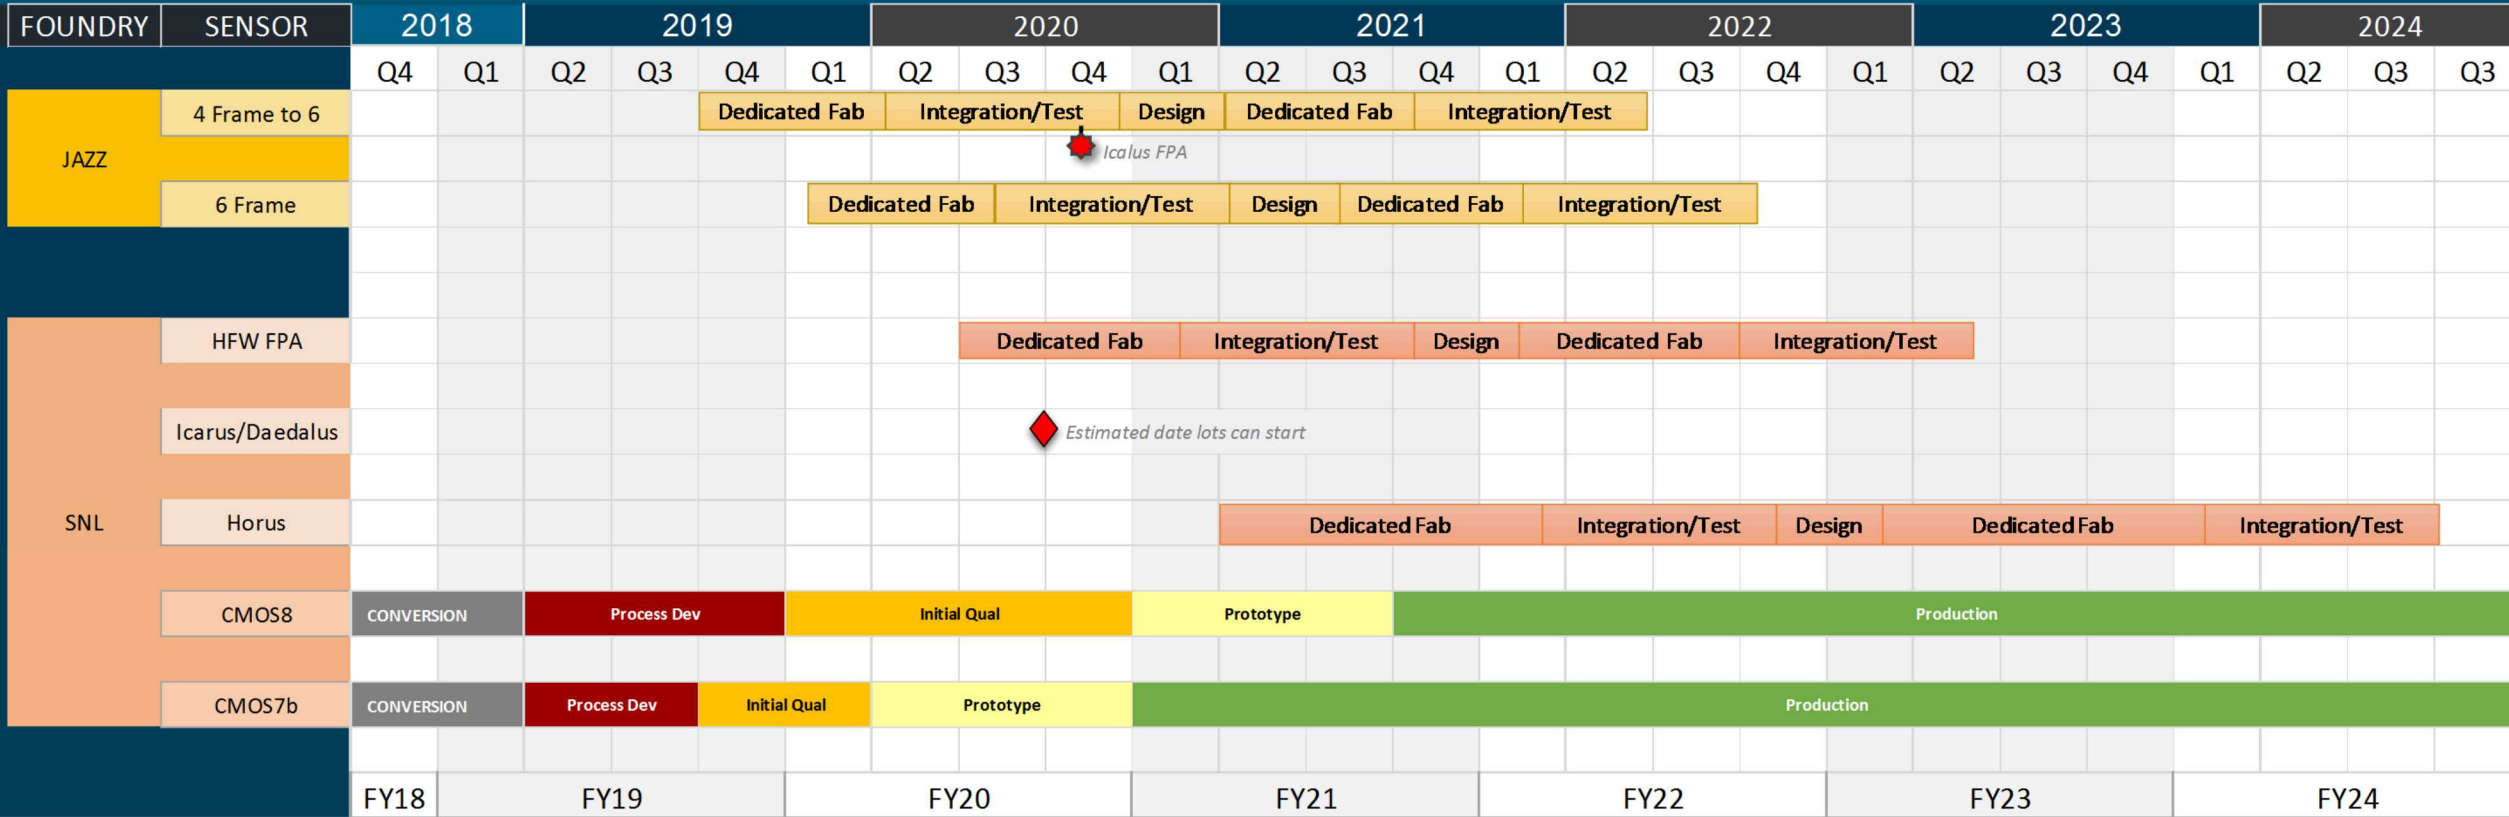 FOUNDRY SENSOR 2018 2019 2020 2021 2022 2023 2024
Q4 Q1 Q2 Q3 Q4 Q1 Q2 Q3 Q4 Q1 Q2 Q3 Q4 Q1 Q2 Q3 Q4 Q1 Q2 Q3 Q4 Q1 Q2 Q3 Q3
4 Frame to 6 Dedicated Fab Integration/Test Design Dedicated Fab Integration/Test
JAZZ Icalus FPA
6 Frame Dedicated Fab Integration/Test Design Dedicated Fab Integration/Test
HFW FPA Dedicated Fab Integration/Test Design Dedicated Fab Integration/Test
Icarus/Daedalus Estimated date lots can start
SNL Horus Dedicated Fab Integration/Test Design Dedicated Fab Integration/Test
CMOS8 CONVERSION Process Dev Initial Qual Prototype Production
CMOS7b CONVERSION Process Dev Initial Qual Prototype Production
FY18 FY19 FY20 FY21 FY22 FY23 FY24